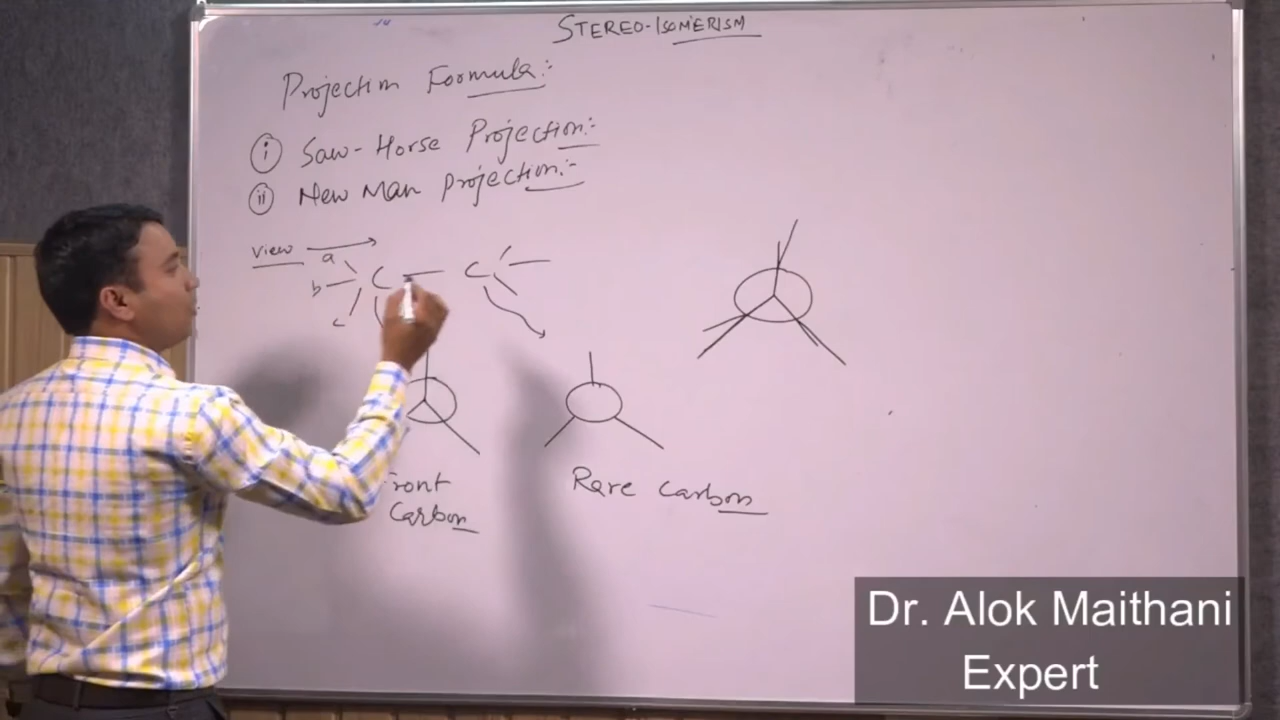 STEREO-ISOMERISM
Projection Formula:-
i Saw-Horse Projection:-
ii New Man Projection:-
view
a
b C C
c
Front Rare Carbon
Carbon
Dr. Alok Maithani
Expert